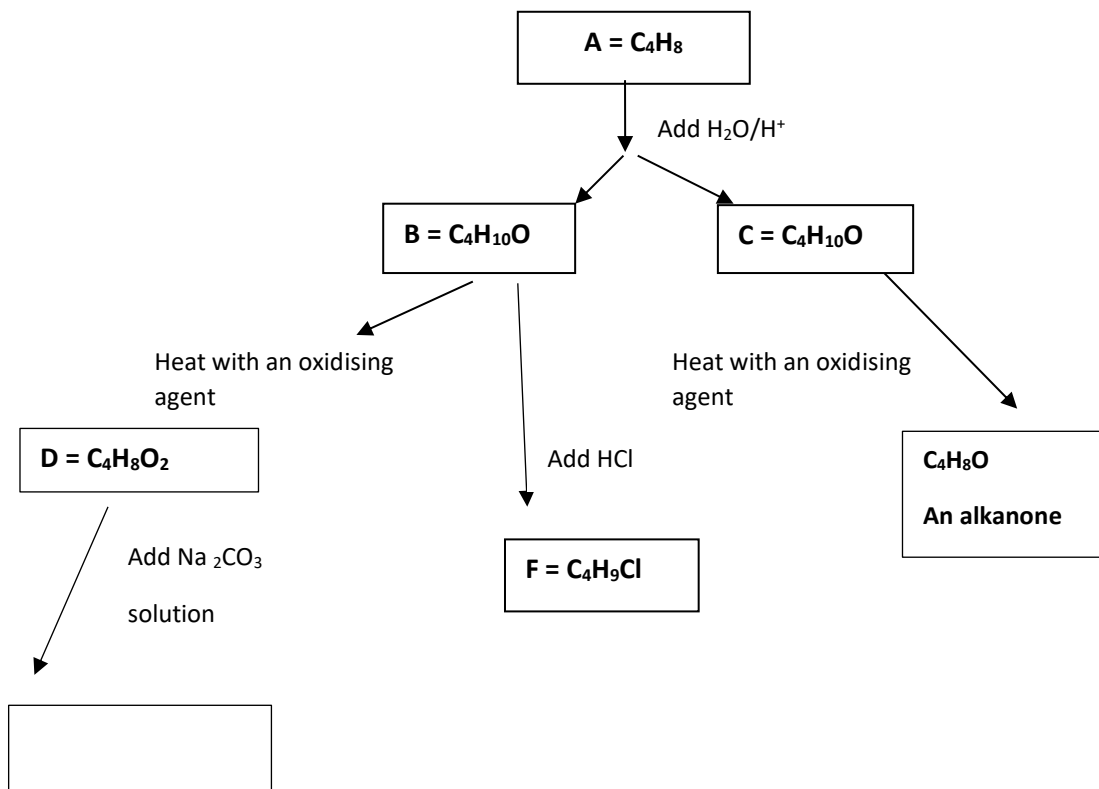 A = C₄H₈
Add H₂O/H⁺
B = C₄H₁₀O
C = C₄H₁₀O
Heat with an oxidising
agent
Heat with an oxidising
agent
D = C₄H₈O₂
Add HCl
C₄H₈O
An alkanone
Add Na ₂CO₃
solution
F = C₄H₉Cl